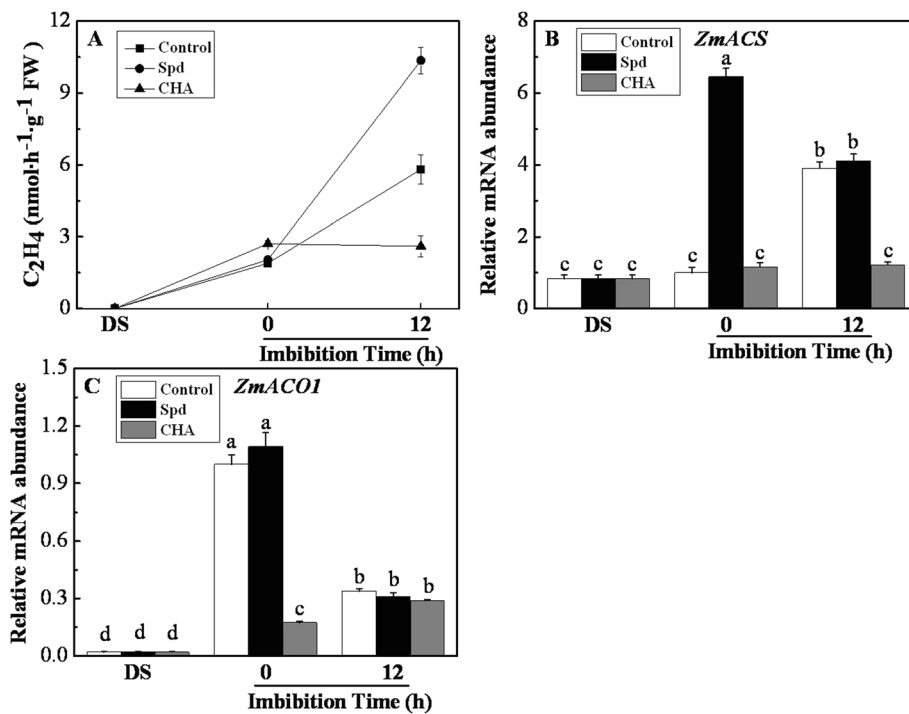 A
Control
Spd
CHA
C₂H₄ (nmol·h⁻¹·g⁻¹ FW)
12
9
6
3
0
DS 0 12
Imbibition Time (h)
B
ZmACS
Control
Spd
CHA
Relative mRNA abundance
8
6
4
2
0
c c c c a c b b c
DS 0 12
Imbibition Time (h)
C
ZmACO1
Control
Spd
CHA
Relative mRNA abundance
1.5
1.2
0.9
0.6
0.3
0.0
d d d a a c b b b
DS 0 12
Imbibition Time (h)